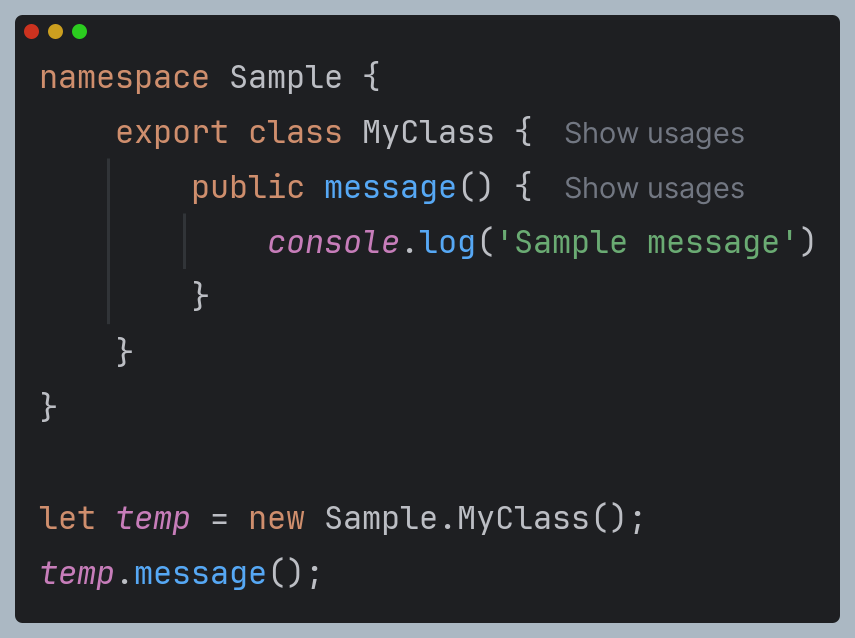 namespace Sample {
    export class MyClass {  Show usages
        public message() {  Show usages
            console.log('Sample message')
        }
    }
}

let temp = new Sample.MyClass();
temp.message();